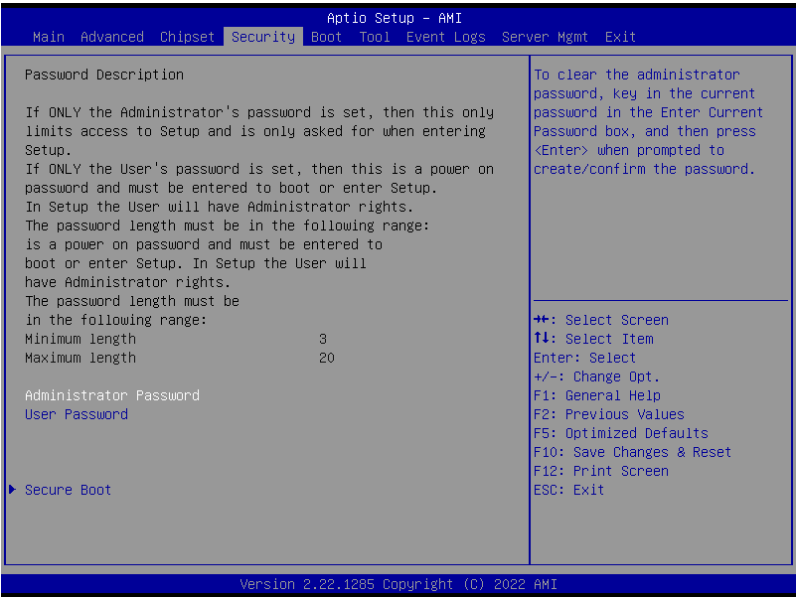 Aptio Setup – AMI
Main Advanced Chipset Security Boot Tool Event Logs Server Mgmt Exit
Password Description
If ONLY the Administrator's password is set, then this only
limits access to Setup and is only asked for when entering
Setup.
If ONLY the User's password is set, then this is a power on
password and must be entered to boot or enter Setup.
In Setup the User will have Administrator rights.
The password length must be in the following range:
is a power on password and must be entered to
boot or enter Setup. In Setup the User will
have Administrator rights.
The password length must be
in the following range:
Minimum length 3
Maximum length 20
Administrator Password
User Password
Secure Boot
To clear the administrator
password, key in the current
password in the Enter Current
Password box, and then press
<Enter> when prompted to
create/confirm the password.
→←: Select Screen
↑↓: Select Item
Enter: Select
+/-: Change Opt.
F1: General Help
F2: Previous Values
F5: Optimized Defaults
F10: Save Changes & Reset
F12: Print Screen
ESC: Exit
Version 2.22.1285 Copyright (C) 2022 AMI